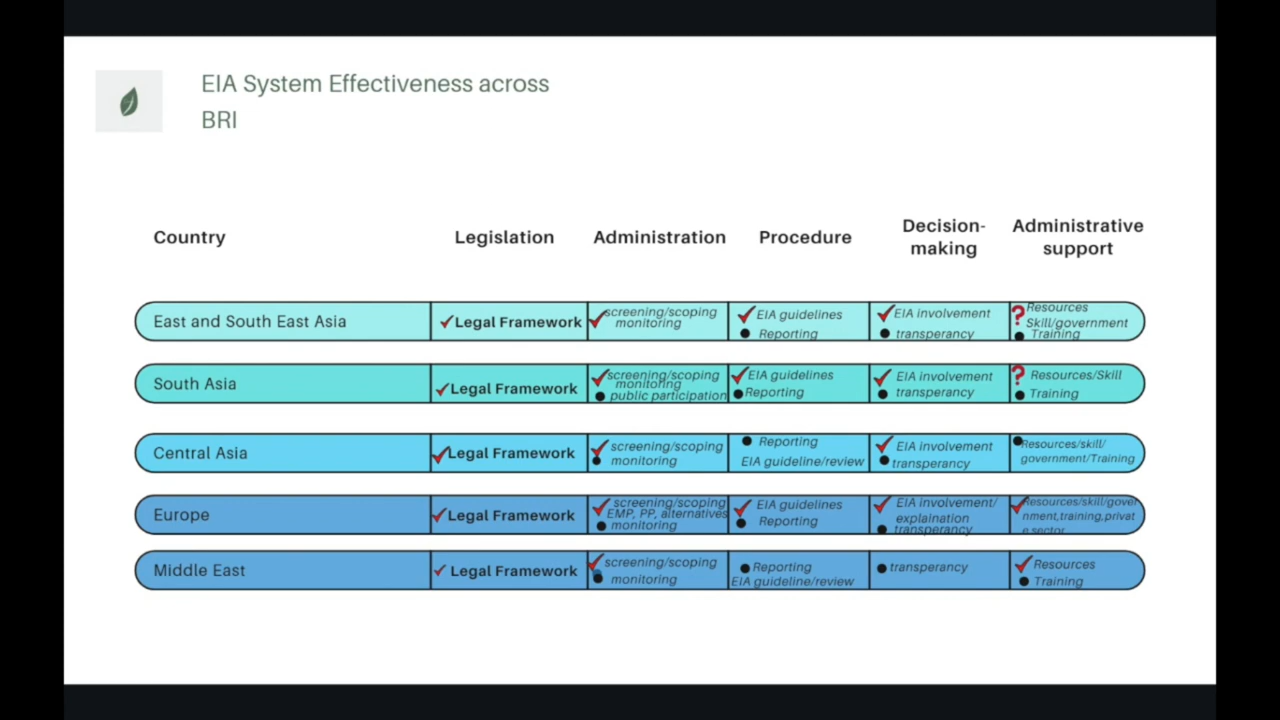 EIA System Effectiveness across
BRI
Country
Legislation
Administration
Procedure
Decision-
making
Administrative
support
East and South East Asia
Legal Framework
screening/scoping
monitoring
EIA guidelines
Reporting
EIA involvement
transperancy
Resources
Skill/government
Training
South Asia
Legal Framework
screening/scoping
monitoring
public participation
EIA guidelines
Reporting
EIA involvement
transperancy
Resources/Skill
Training
Central Asia
Legal Framework
screening/scoping
monitoring
Reporting
EIA guideline/review
EIA involvement
transperancy
Resources/skill/
government/Training
Europe
Legal Framework
screening/scoping
EMP, PP, alternatives
monitoring
EIA guidelines
Reporting
EIA involvement/
explaination
transperancy
Resources/skill/gover
nment,training,privat
e sector
Middle East
Legal Framework
screening/scoping
monitoring
Reporting
EIA guideline/review
transparency
Resources
Training